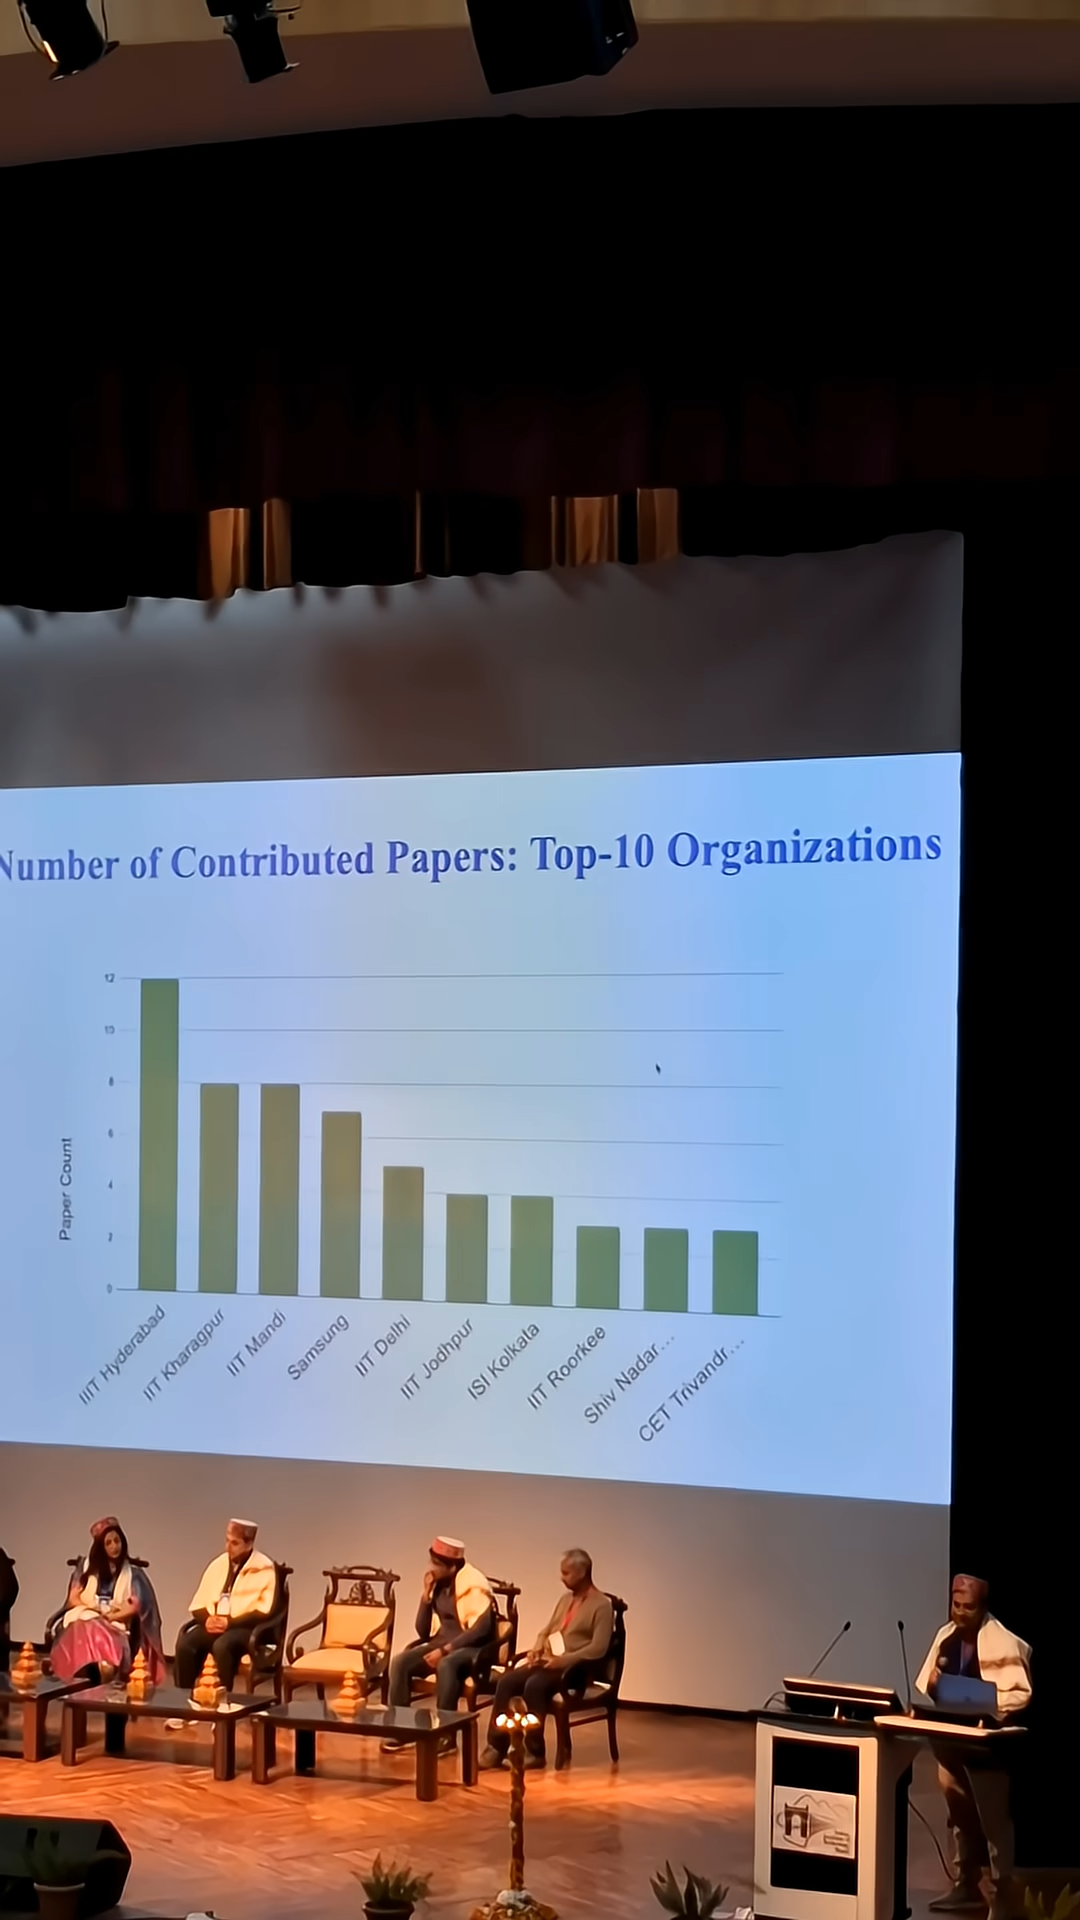 Number of Contributed Papers: Top-10 Organizations
12
10
8
6
4
2
0
Paper Count
IIIT Hyderabad
IIT Kharagpur
IIT Mandi
Samsung
IIT Delhi
IIT Jodhpur
ISI Kolkata
IIT Roorkee
Shiv Nadar...
CET Trivandr...